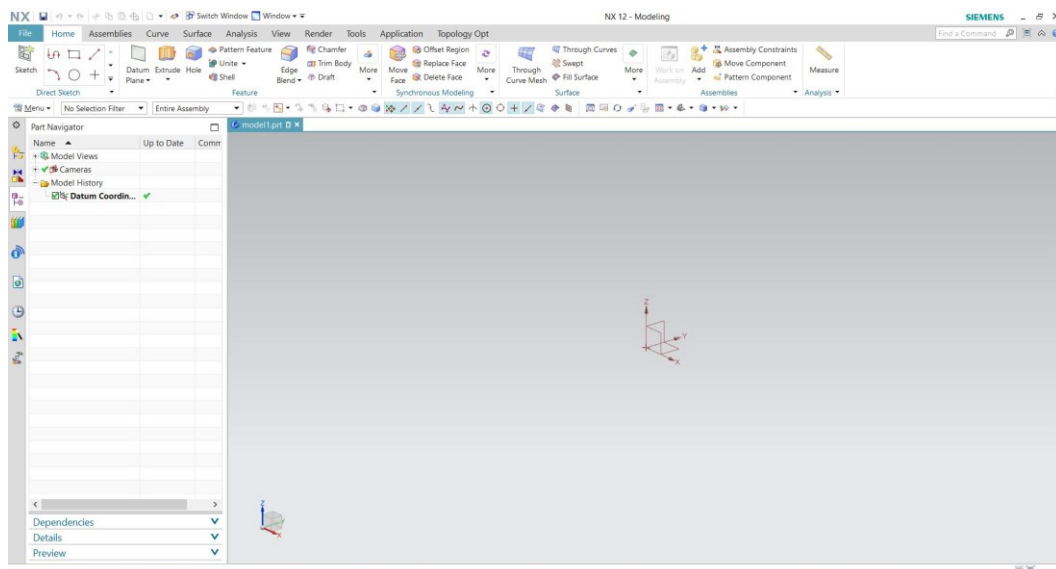 NX Switch Window Window NX 12 - Modeling SIEMENS
File Home Assemblies Curve Surface Analysis View Render Tools Application Topology Opt Find a Command
Sketch
Direct Sketch
Datum Plane Extrude Hole
Pattern Feature
Unite
Shell
Edge Blend
Chamfer
Trim Body
Draft
More
Feature
Move Face
Offset Region
Replace Face
Delete Face
More
Synchronous Modeling
Through Curve Mesh
Through Curves
Swept
Fill Surface
More
Surface
Work on Assembly
Add
Assembly Constraints
Move Component
Pattern Component
Assemblies
Measure
Analysis
Menu No Selection Filter Entire Assembly
Part Navigator
model1.prt
Name Up to Date Comm
Model Views
Cameras
Model History
Datum Coordin...
Z
Y
X
Z
Y
X
Dependencies
Details
Preview